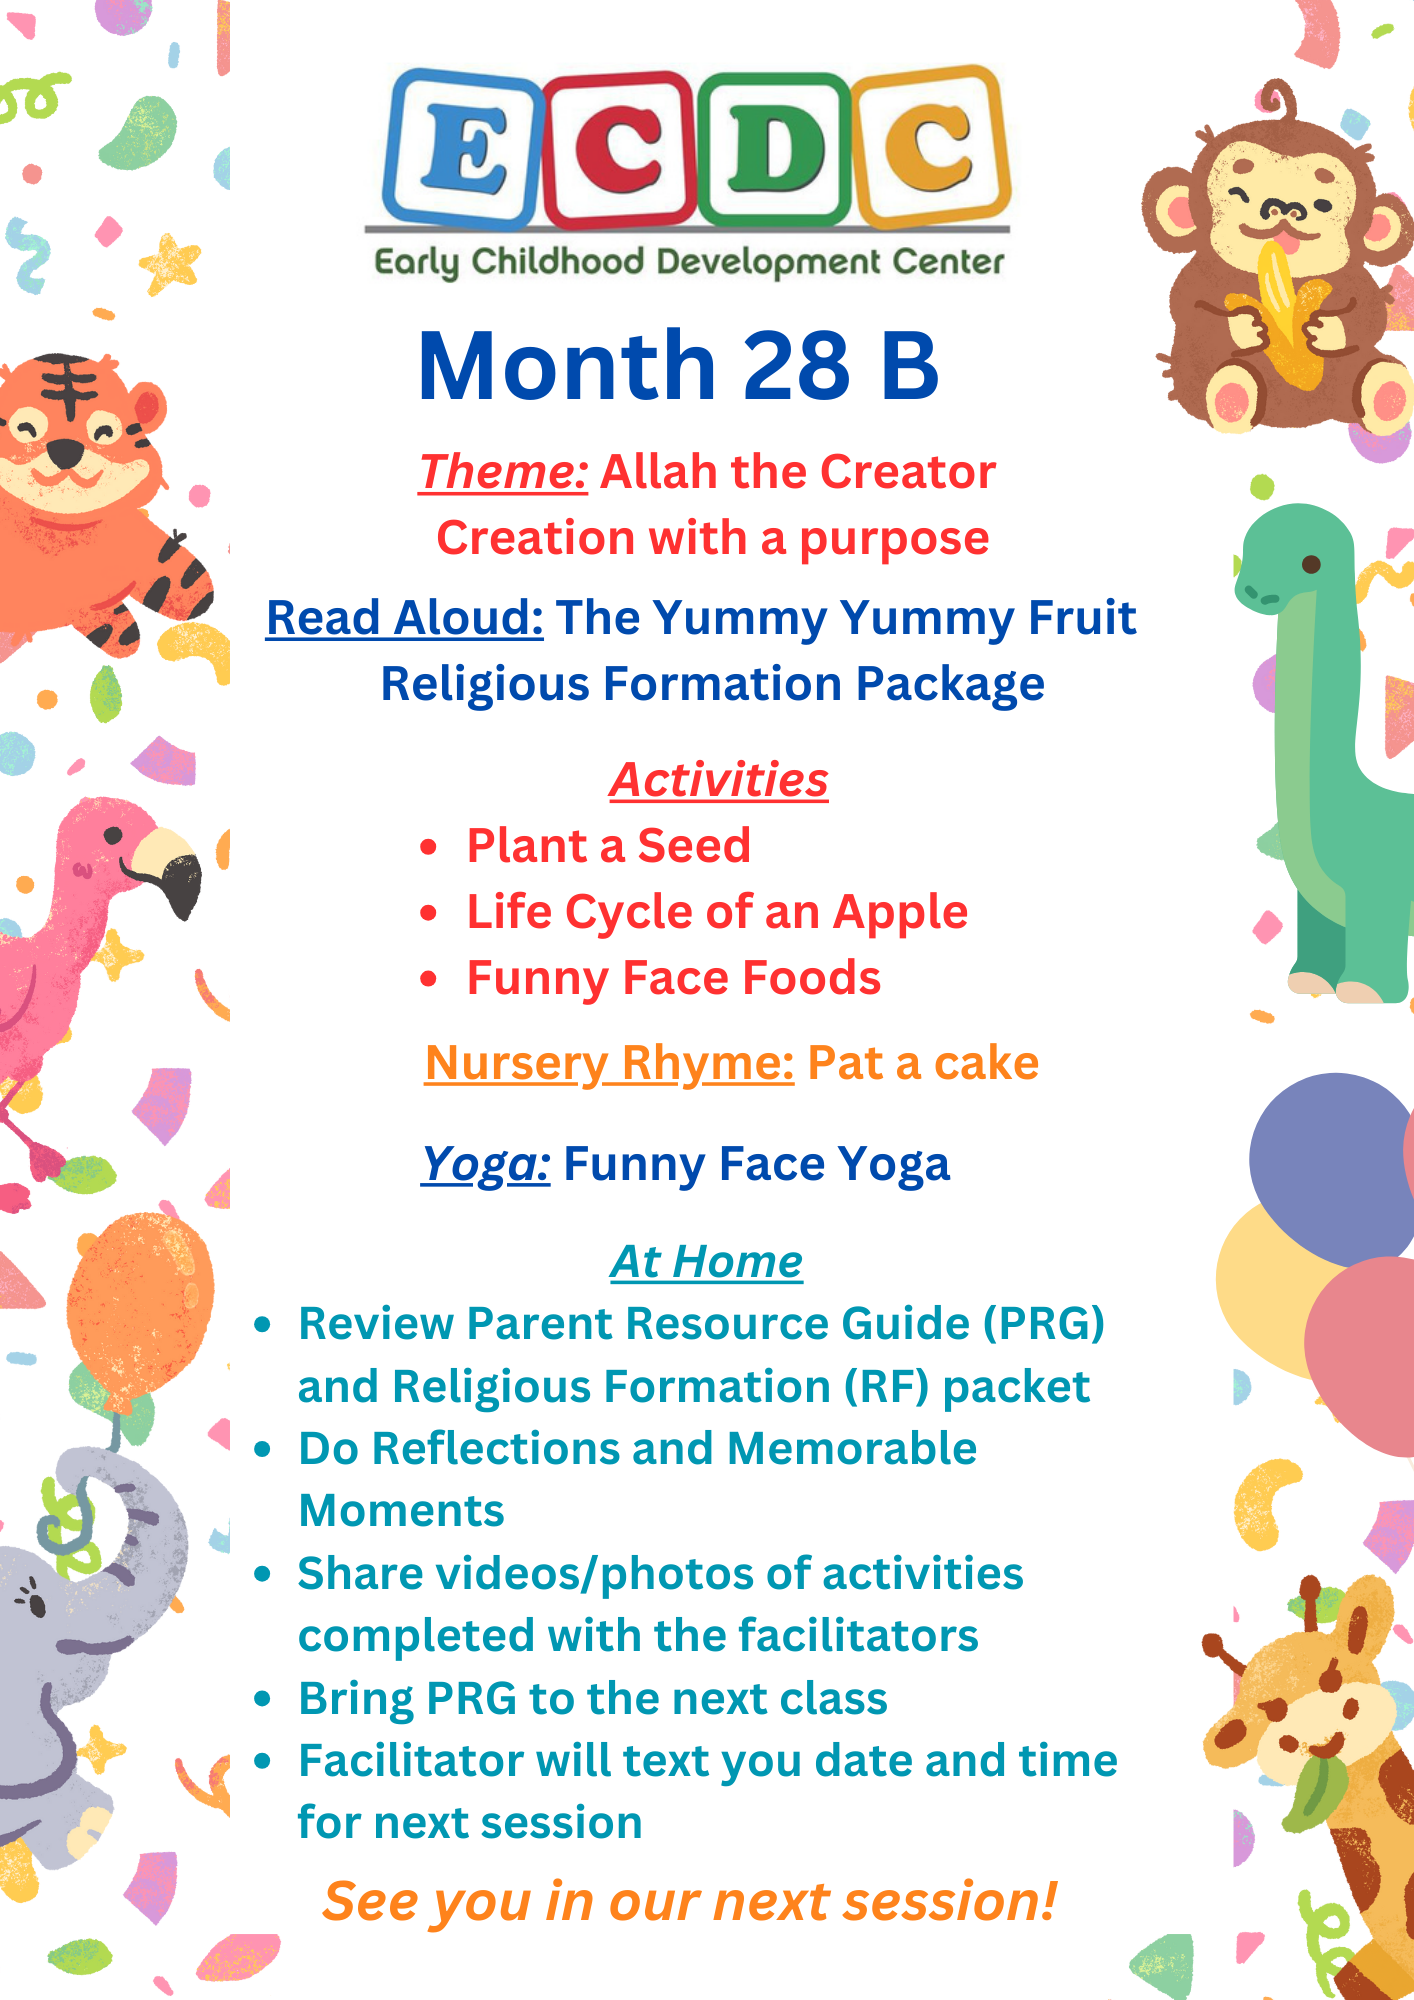 E C D C
Early Childhood Development Center
Month 28 B
Theme: Allah the Creator
Creation with a purpose
Read Aloud: The Yummy Yummy Fruit
Religious Formation Package
Activities
• Plant a Seed
• Life Cycle of an Apple
• Funny Face Foods
Nursery Rhyme: Pat a cake
Yoga: Funny Face Yoga
At Home
• Review Parent Resource Guide (PRG)
and Religious Formation (RF) packet
• Do Reflections and Memorable
Moments
• Share videos/photos of activities
completed with the facilitators
• Bring PRG to the next class
• Facilitator will text you date and time
for next session
See you in our next session!